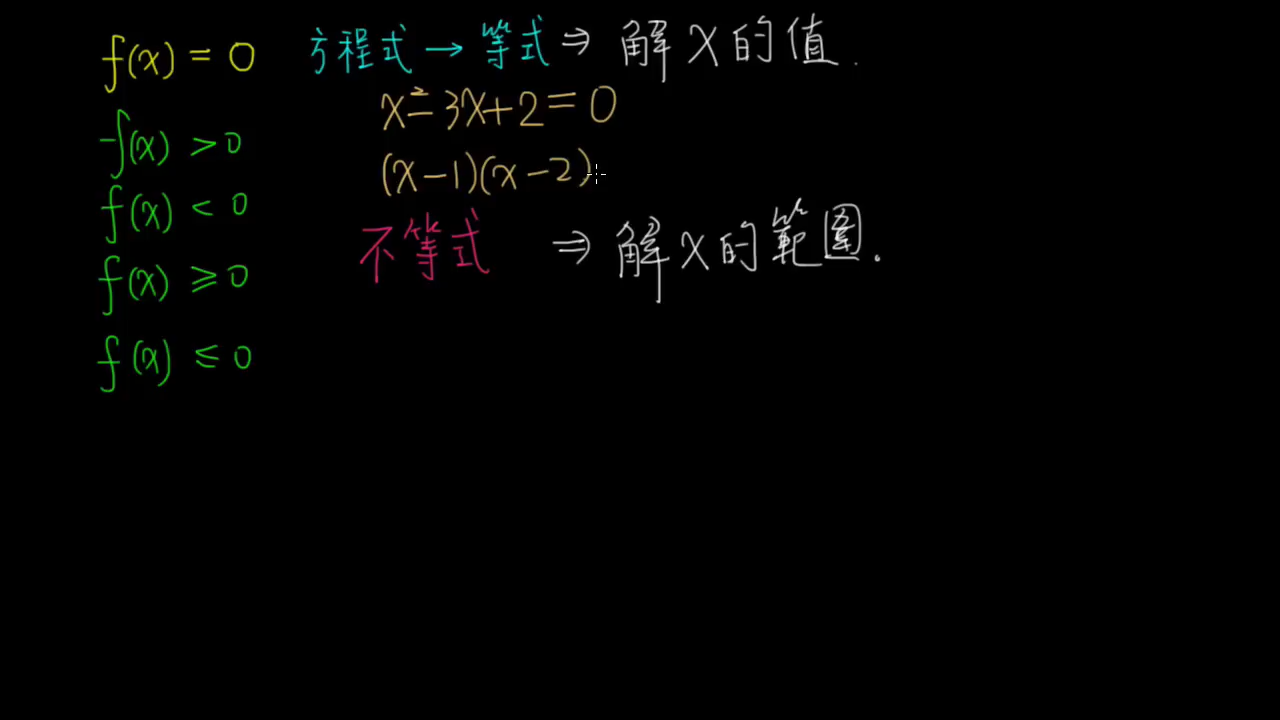 f(x) = 0 方程式 → 等式 ⇒ 解 x 的值.
x² - 3x + 2 = 0
f(x) > 0
(x - 1)(x - 2)
f(x) < 0
不等式 ⇒ 解 x 的範圍.
f(x) ≥ 0
f(x) ≤ 0